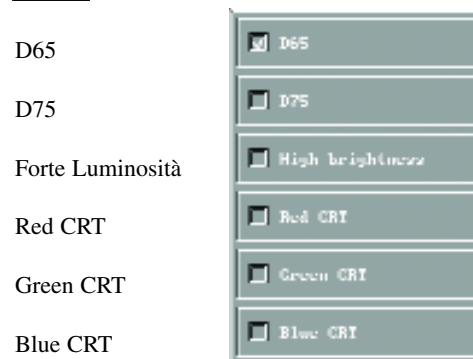 D65
D65
D75
D75
Forte Luminosità
High brightness
Red CRT
Red CRT
Green CRT
Green CRT
Blue CRT
Blue CRT